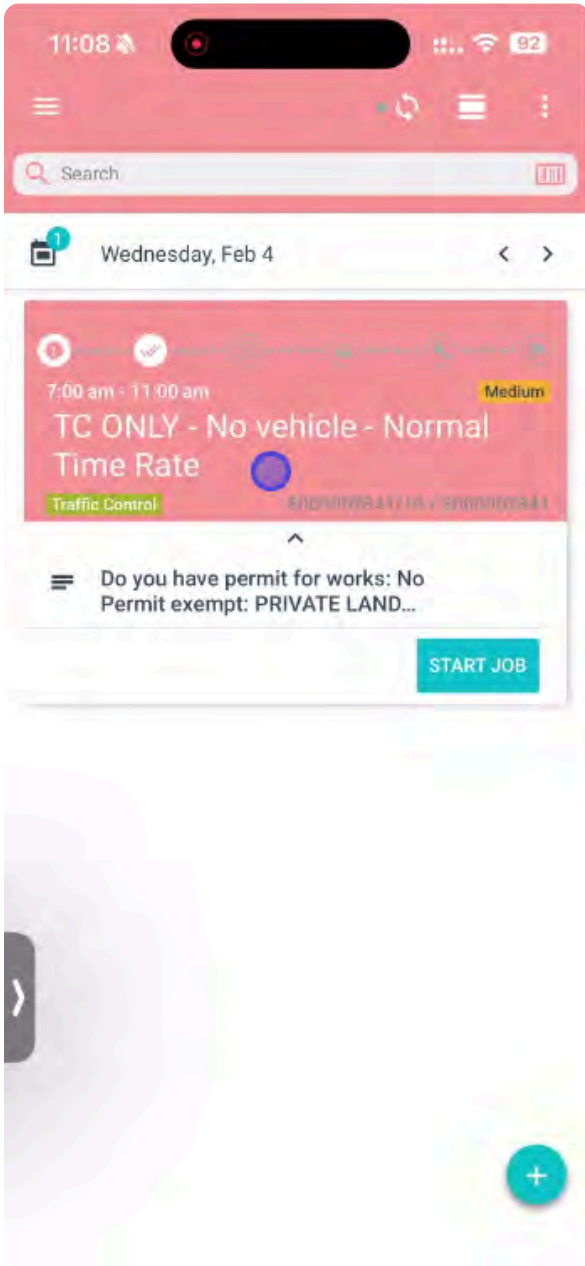 11:08
92
Search
1
Wednesday, Feb 4
7:00 am - 11:00 am
Medium
TC ONLY - No vehicle - Normal
Time Rate
Traffic Control
Do you have permit for works: No
Permit exempt: PRIVATE LAND...
START JOB